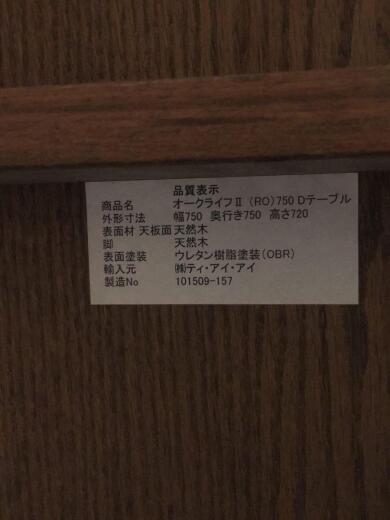 品質表示
商品名 オークライフⅡ (RO)750 Dテーブル
外形寸法 幅750 奥行き750 高さ720
表面材 天板面 天然木
脚 天然木
表面塗装 ウレタン樹脂塗装(OBR)
輸入元 ㈱ティ・アイ・アイ
製造No 101509-157